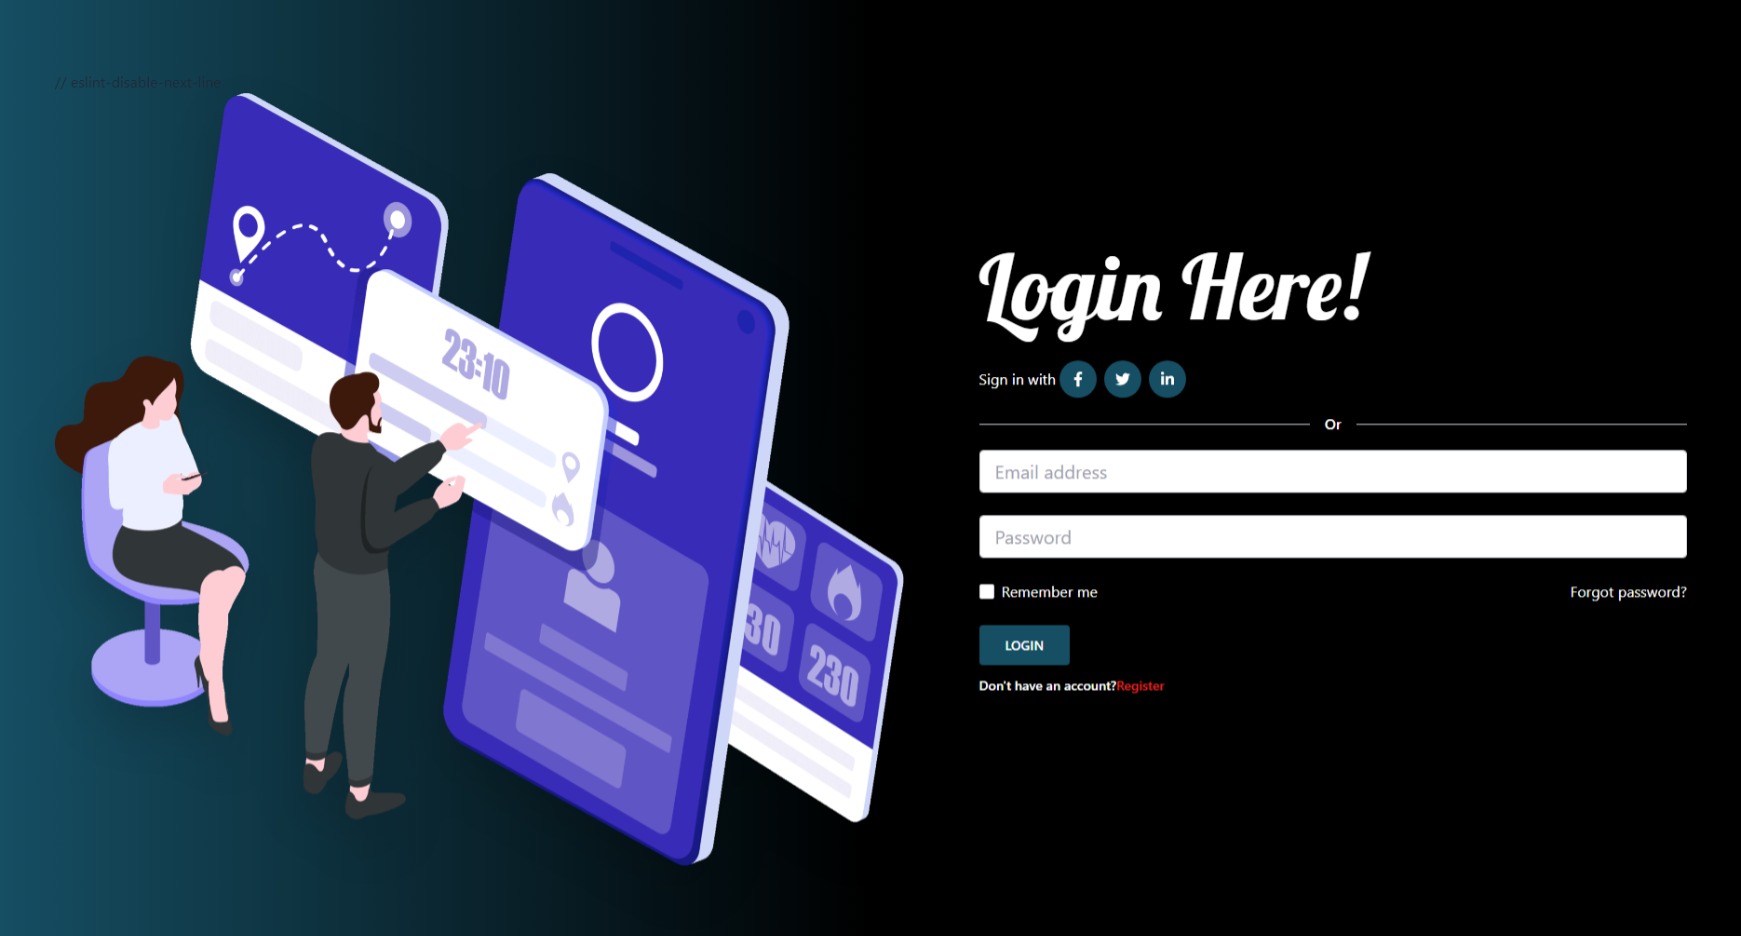 // eslint-disable-next-line
23:10
30
230
Login Here!
Sign in with
Or
Email address
Password
Remember me
Forgot password?
LOGIN
Don't have an account?Register